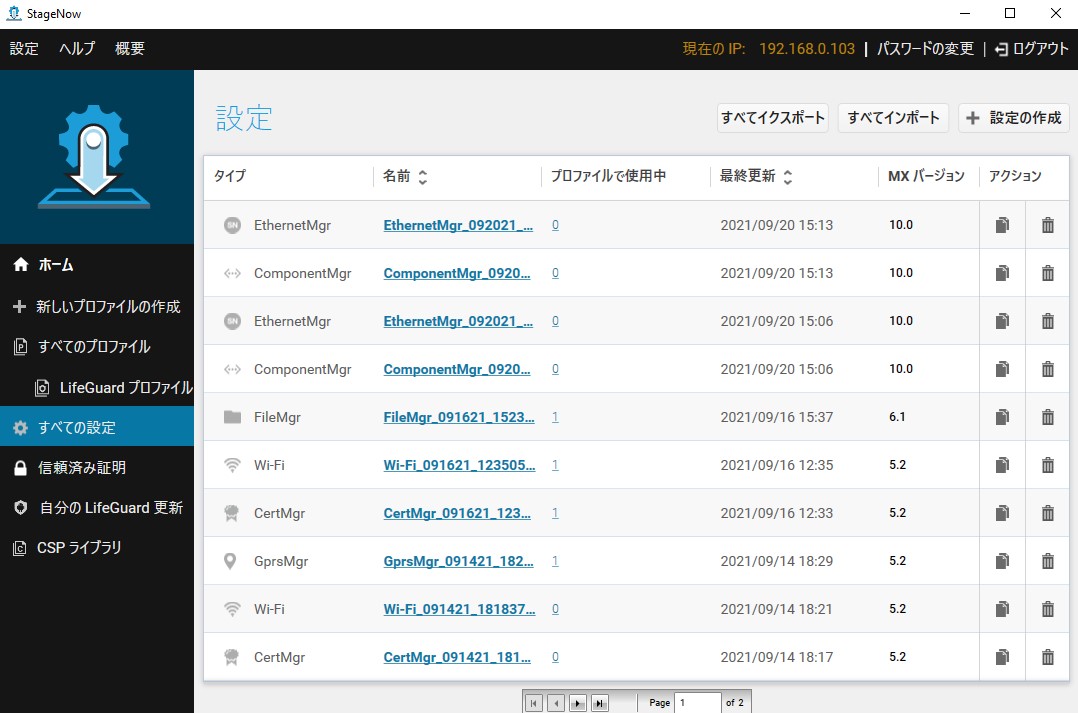 StageNow
設定 ヘルプ 概要 現在の IP: 192.168.0.103 | パスワードの変更 | ログアウト
設定 すべてイクスポート すべてインポート 設定の作成
ホーム
新しいプロファイルの作成
すべてのプロファイル
LifeGuard プロファイル
すべての設定
信頼済み証明
自分の LifeGuard 更新
CSP ライブラリ
タイプ 名前 プロファイルで使用中 最終更新 MX バージョン アクション
SN EthernetMgr EthernetMgr_092021_... 0 2021/09/20 15:13 10.0
ComponentMgr ComponentMgr_0920... 0 2021/09/20 15:13 10.0
SN EthernetMgr EthernetMgr_092021_... 0 2021/09/20 15:06 10.0
ComponentMgr ComponentMgr_0920... 0 2021/09/20 15:06 10.0
FileMgr FileMgr_091621_1523... 1 2021/09/16 15:37 6.1
Wi-Fi Wi-Fi_091621_123505... 1 2021/09/16 12:35 5.2
CertMgr CertMgr_091621_123... 1 2021/09/16 12:33 5.2
GprsMgr GprsMgr_091421_182... 1 2021/09/14 18:29 5.2
Wi-Fi Wi-Fi_091421_181837... 0 2021/09/14 18:21 5.2
CertMgr CertMgr_091421_181... 0 2021/09/14 18:17 5.2
Page 1 of 2